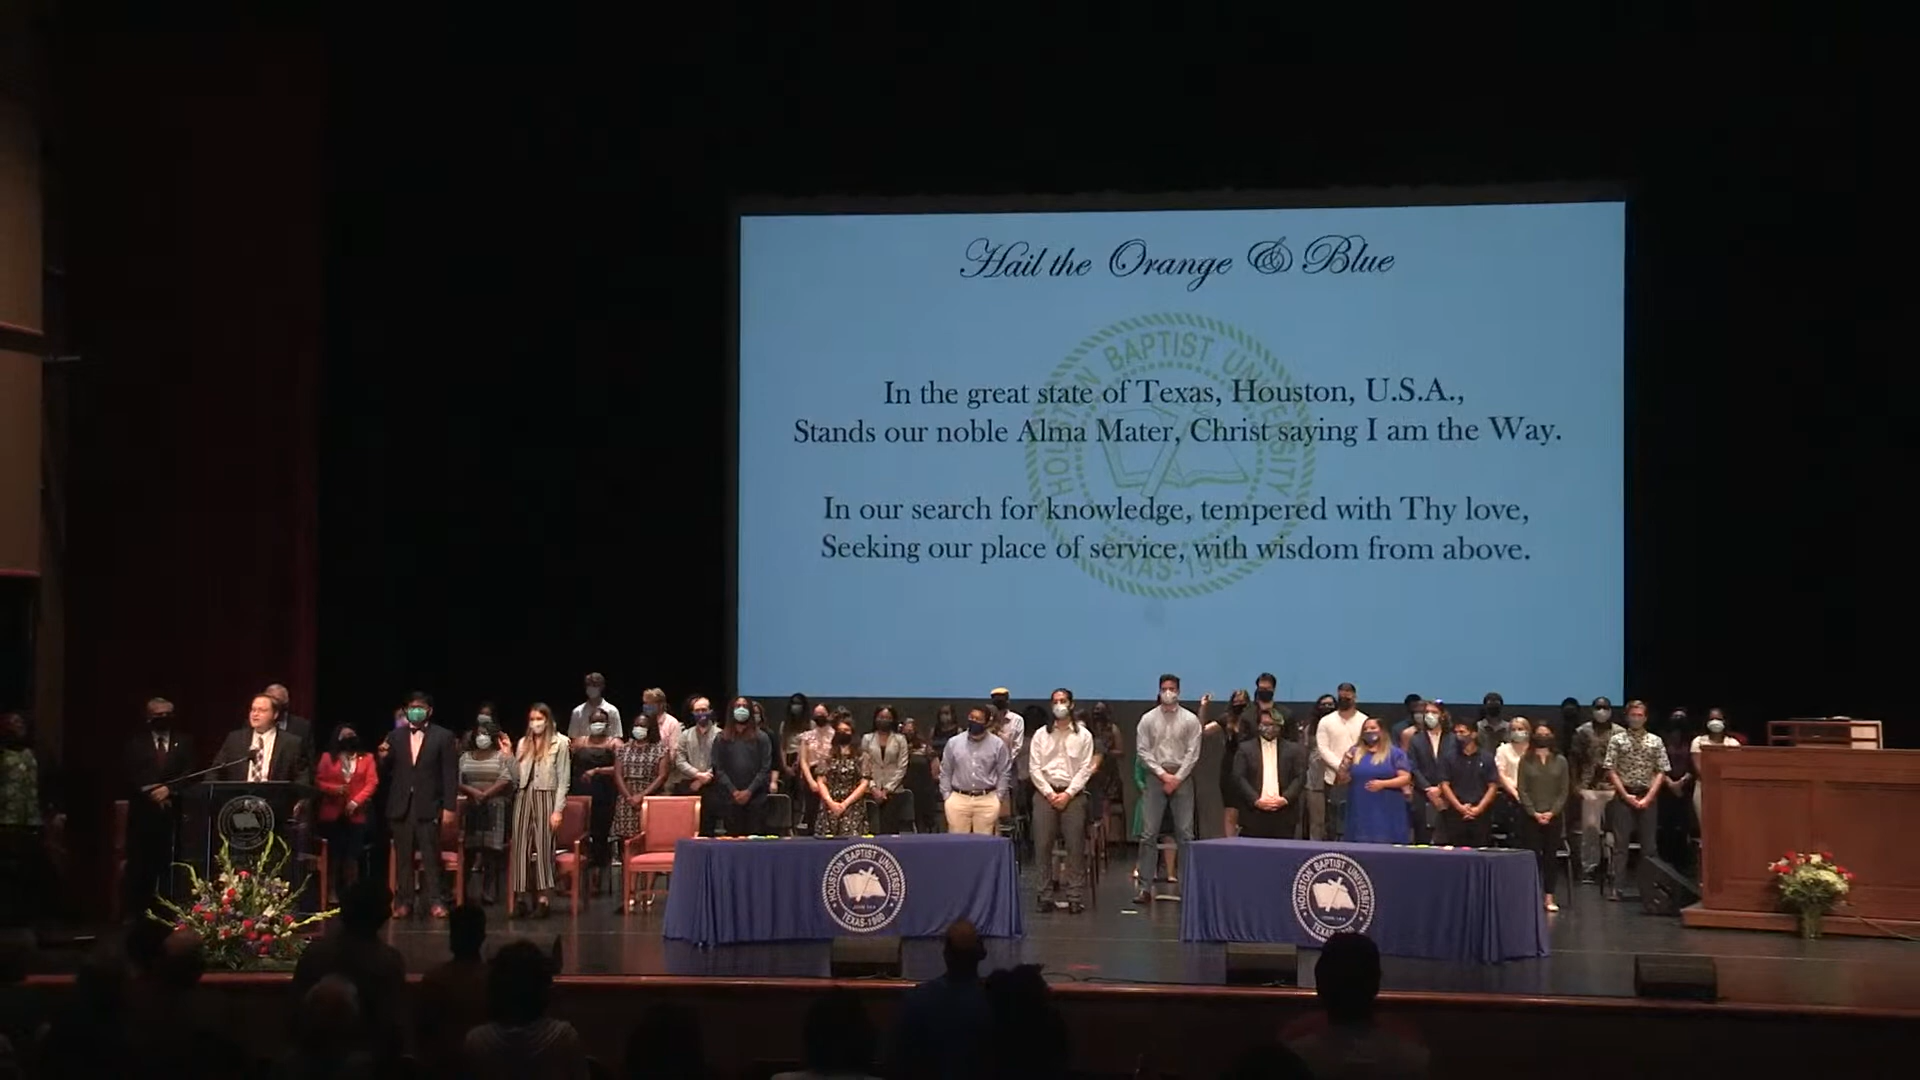 Hail the Orange & Blue
In the great state of Texas, Houston, U.S.A.,
Stands our noble Alma Mater, Christ saying I am the Way.
In our search for knowledge, tempered with Thy love,
Seeking our place of service, with wisdom from above.
HOUSTON BAPTIST UNIVERSITY
TEXAS-1960
HOUSTON BAPTIST UNIVERSITY
TEXAS-1960
HOUSTON BAPTIST UNIVERSITY